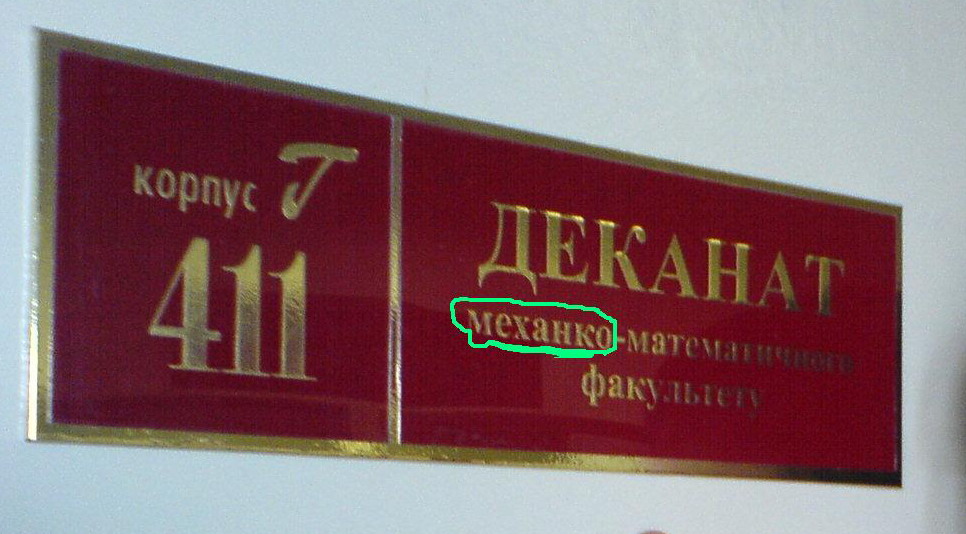 корпус Г
411
ДЕКАНАТ
механко-математичного
факультету